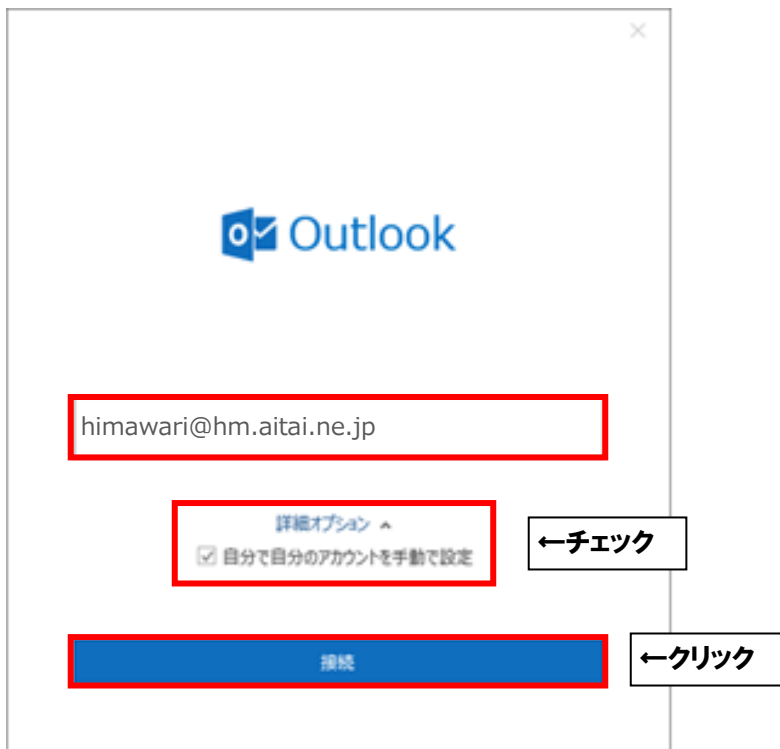 Outlook
himawari@hm.aitai.ne.jp
詳細オプション
自分で自分のアカウントを手動で設定
←チェック
接続
←クリック